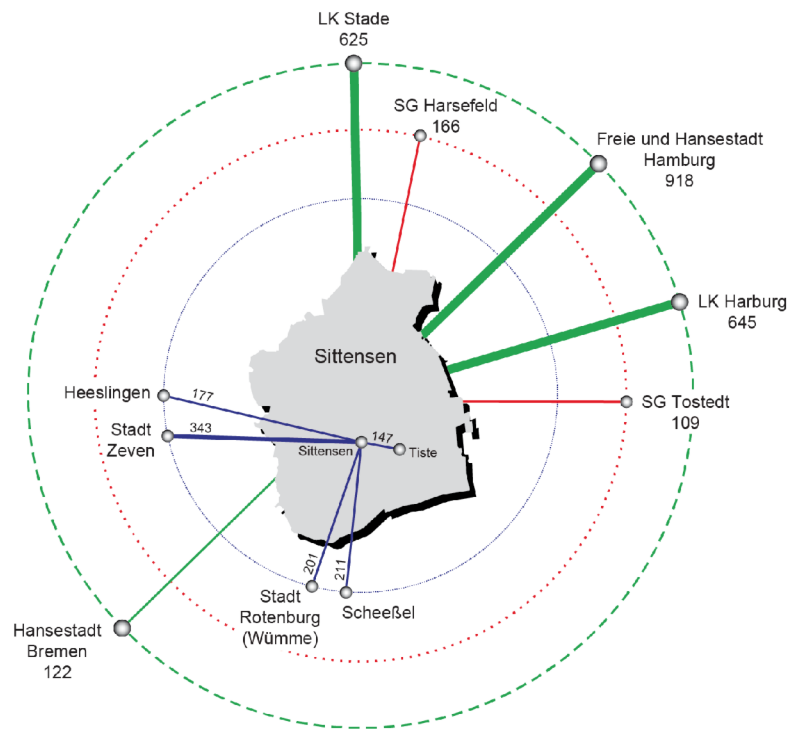 LK Stade
625
SG Harsefeld
166
Freie und Hansestadt
Hamburg
918
LK Harburg
645
Sittensen
Heeslingen
177
SG Tostedt
109
Stadt
Zeven
343
147
Sittensen
Tiste
201
211
Stadt
Rotenburg
(Wümme)
Scheeßel
Hansestadt
Bremen
122